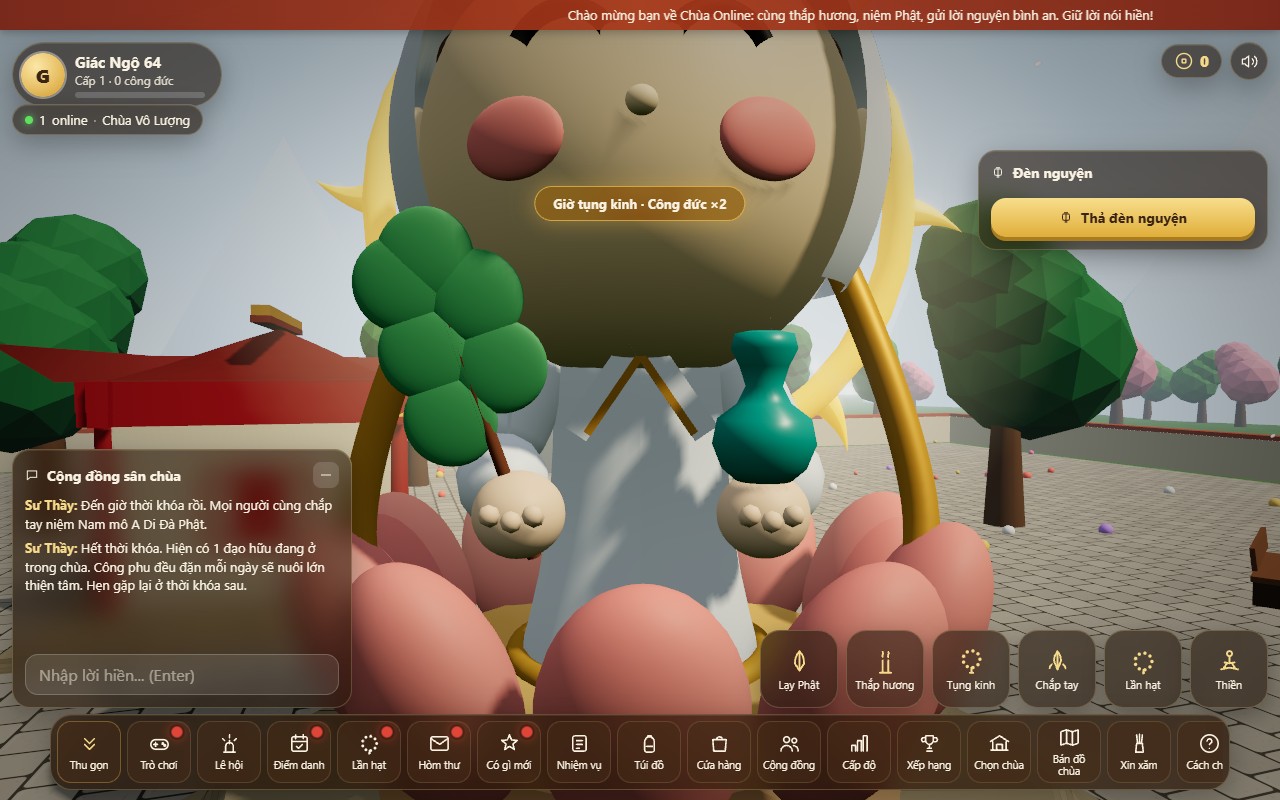 Chào mừng bạn về Chùa Online: cùng thắp hương, niệm Phật, gửi lời nguyện bình an. Giữ lời nói hiền!
G
Giác Ngộ 64
Cấp 1 · 0 công đức
0
1 online · Chùa Vô Lượng
Đèn nguyện
Giờ tụng kinh · Công đức ×2
Thả đèn nguyện
Cộng đồng sân chùa
Sư Thầy: Đến giờ thời khóa rồi. Mọi người cùng chắp
tay niệm Nam mô A Di Đà Phật.
Sư Thầy: Hết thời khóa. Hiện có 1 đạo hữu đang ở
trong chùa. Công phu đều đặn mỗi ngày sẽ nuôi lớn
thiện tâm. Hẹn gặp lại ở thời khóa sau.
Nhập lời hiền... (Enter)
Lạy Phật
Thắp hương
Tụng kinh
Chắp tay
Lần hạt
Thiền
Thu gọn
Trò chơi
Lễ hội
Điểm danh
Lần hạt
Hòm thư
Có gì mới
Nhiệm vụ
Túi đồ
Cửa hàng
Cộng đồng
Cấp độ
Xếp hạng
Chọn chùa
Bản đồ
chùa
Xin xăm
Cách ch